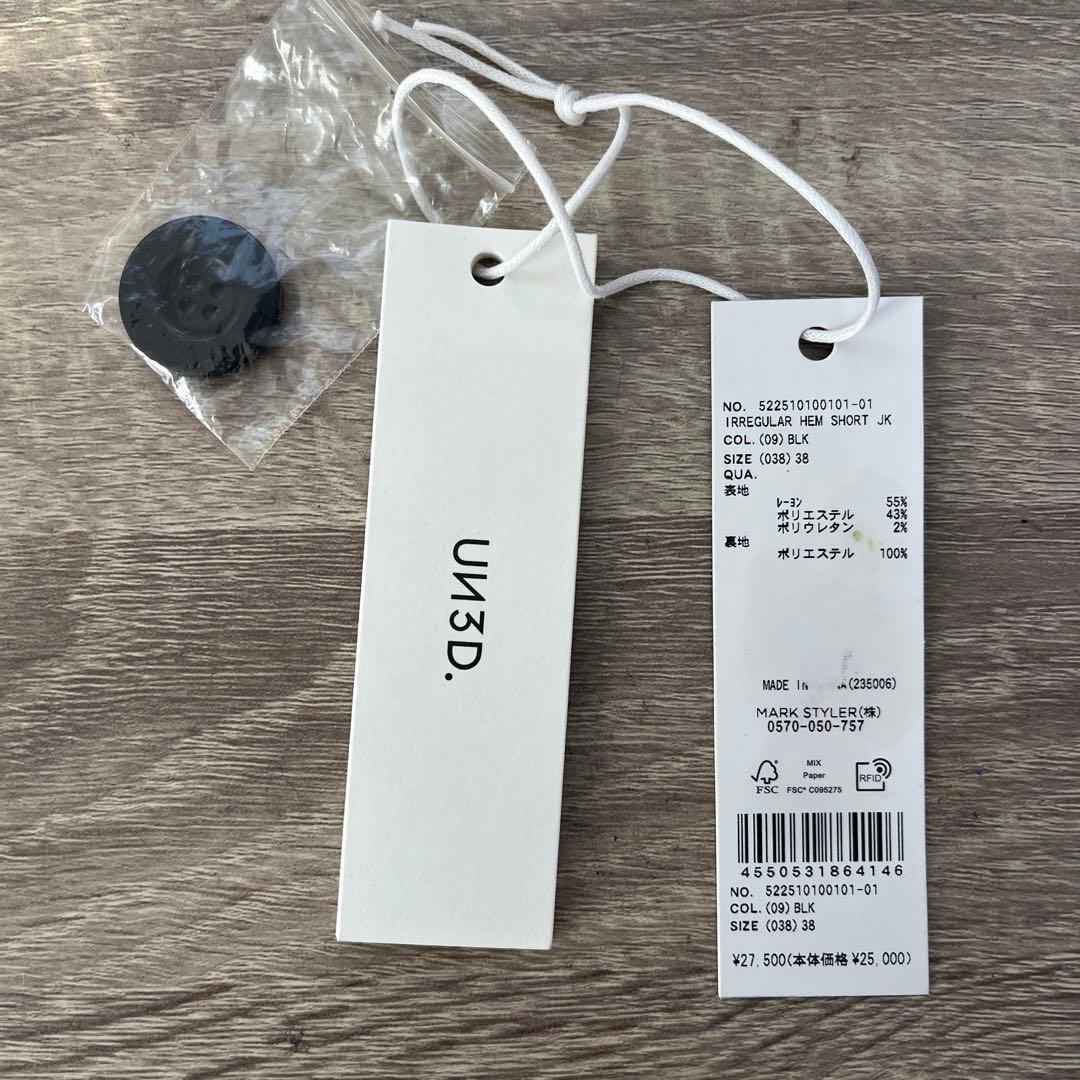 UN3D.
NO. 522510100101-01
IRREGULAR HEM SHORT JK
COL. (09) BLK
SIZE (038) 38
QUA.
表地
ﾚｰﾖﾝ 55%
ポリエステル 43%
ポリウレタン 2%
裏地
ポリエステル 100%
MADE IN (235006)
MARK STYLER(株)
0570-050-757
FSC
MIX
Paper
FSC® C095275
RFID
4550531864146
NO. 522510100101-01
COL. (09) BLK
SIZE (038) 38
¥27,500(本体価格 ¥25,000)